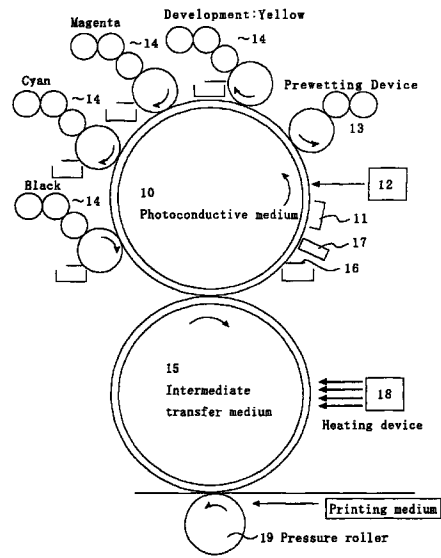 Development:Yellow
Magenta
~14
~14
Cyan
~14
Prewetting Device
13
Black
~14
12
10
Photoconductive medium
11
17
16
15
Intermediate
transfer medium
18
Heating device
Printing medium
19 Pressure roller